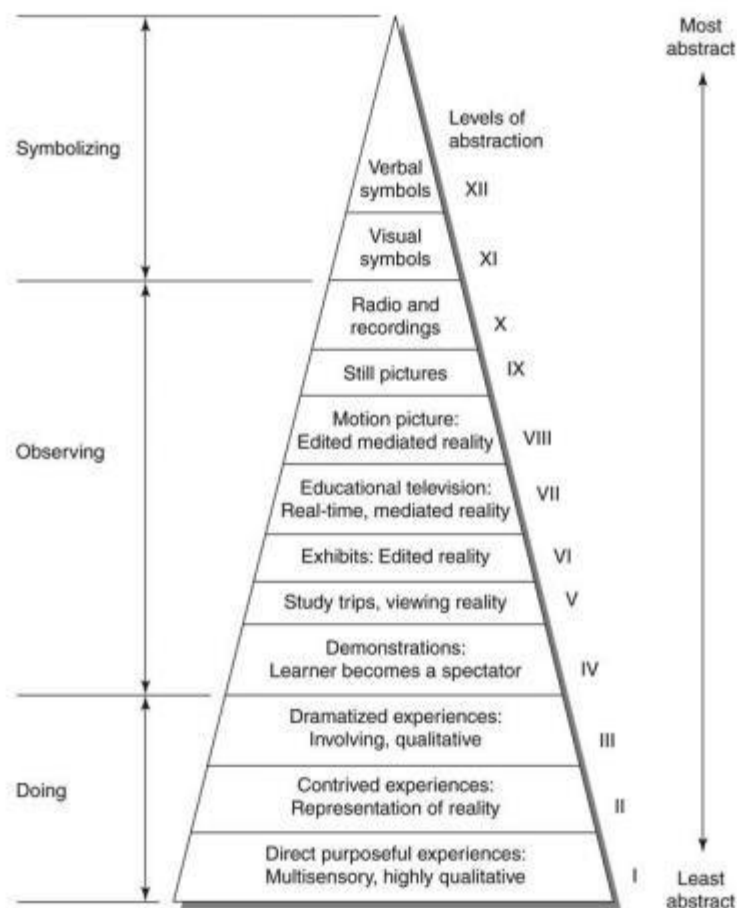 Most
abstract
Levels of
abstraction
Symbolizing
Verbal
symbols
XII
Visual
symbols
XI
Radio and
recordings
X
Still pictures
IX
Motion picture:
Edited mediated reality
VIII
Observing
Educational television:
Real-time, mediated reality
VII
Exhibits: Edited reality
VI
Study trips, viewing reality
V
Demonstrations:
Learner becomes a spectator
IV
Dramatized experiences:
Involving, qualitative
III
Doing
Contrived experiences:
Representation of reality
II
Direct purposeful experiences:
Multisensory, highly qualitative
I
Least
abstract